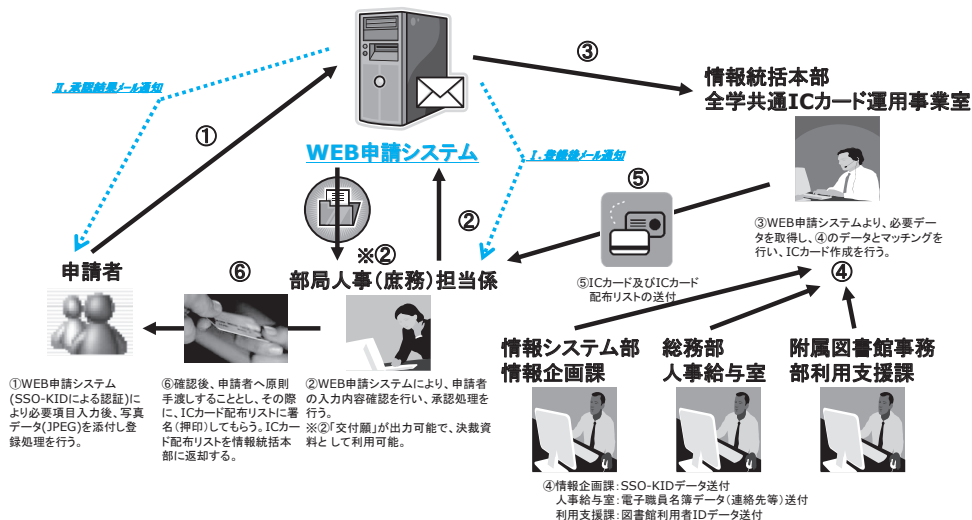 ③
情報統括本部
全学共通ICカード運用事業室
Ⅱ.承認結果メール通知
①
WEB申請システム
Ⅰ.登録後メール通知
⑤
②
③WEB申請システムより、必要デー
タを取得し、④のデータとマッチングを
行い、ICカード作成を行う。
※②
申請者
⑥
部局人事(庶務)担当係
⑤ICカード及びICカード
配布リストの送付
④
情報システム部
情報企画課
総務部
人事給与室
附属図書館事務
部利用支援課
①WEB申請システム
(SSO-KIDによる認証)に
より必要項目入力後、写真
データ(JPEG)を添付し登
録処理を行う。
⑥確認後、申請者へ原則
手渡しすることとし、その際
に、ICカード配布リストに署
名(押印)してもらう。ICカー
ド配布リストを情報統括本
部に返却する。
②WEB申請システムにより、申請者
の入力内容確認を行い、承認処理を
行う。
※②「交付願」が出力可能で、決裁資
料として利用可能。
④情報企画課:SSO-KIDデータ送付
人事給与室:電子職員名簿データ(連絡先等)送付
利用支援課:図書館利用者IDデータ送付